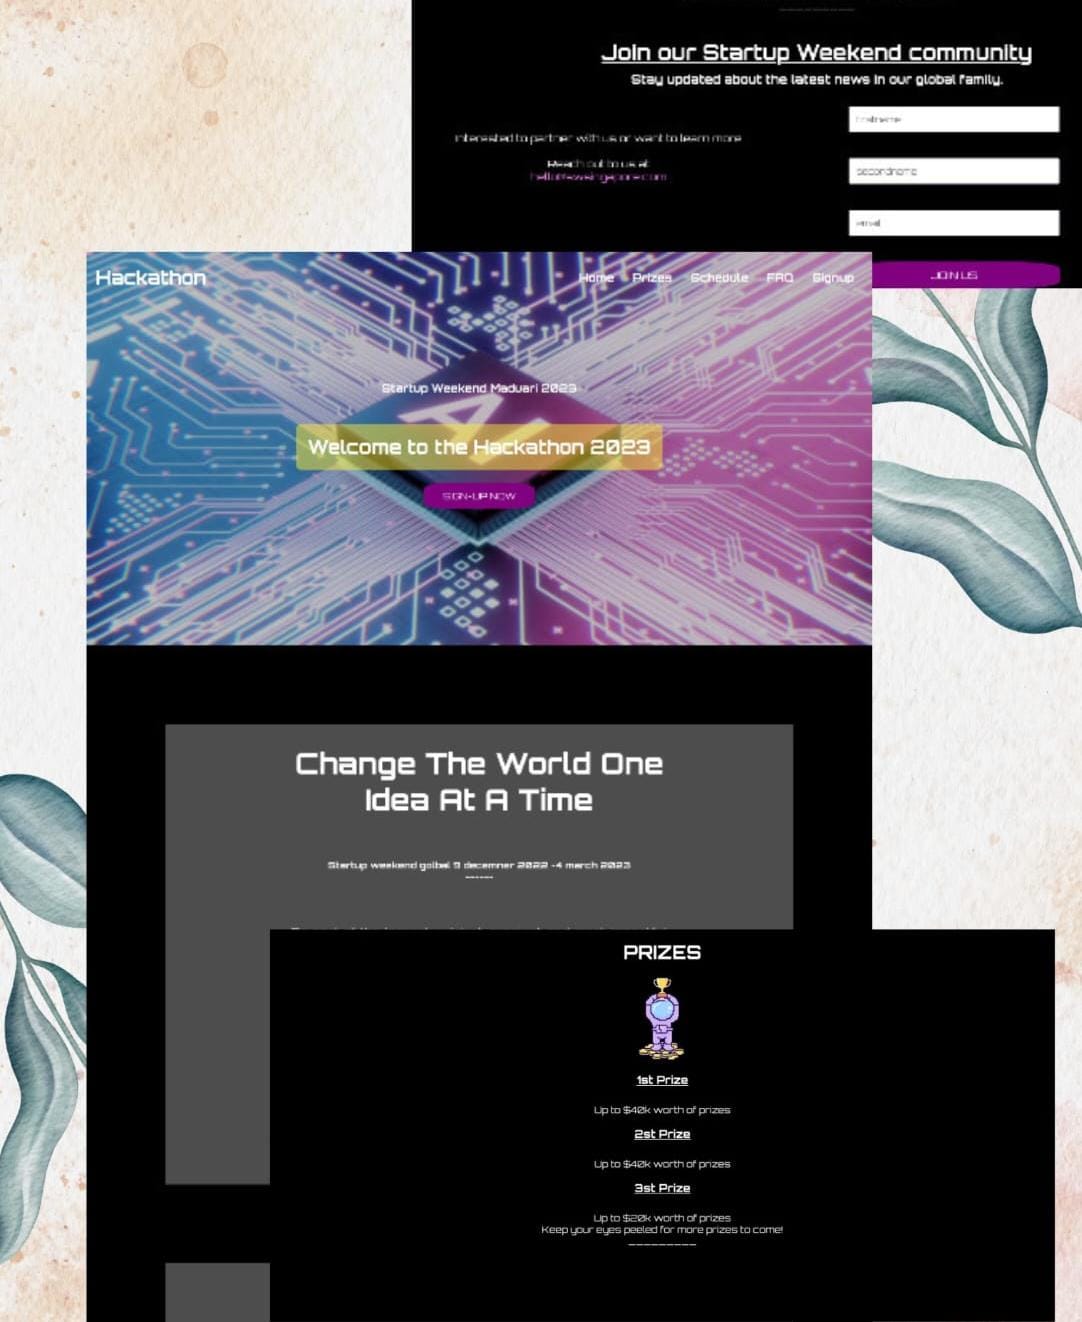 Join our Startup Weekend community
Stay updated about the latest news in our global family.
firstname
Interested to partner with us or want to learn more
secondname
Reach out to us at
email
JOIN US
Hackathon
Home Prizes Schedule FAQ Signup
Startup Weekend Maduari 2023
AI
Welcome to the Hackathon 2023
SIGN-UP NOW
Change The World One
Idea At A Time
Startup weekend golbal 9 decemner 2022 -4 march 2023
------
PRIZES
1st Prize
Up to $40k worth of prizes
2st Prize
Up to $40k worth of prizes
3st Prize
Up to $20k worth of prizes
Keep your eyes peeled for more prizes to come!